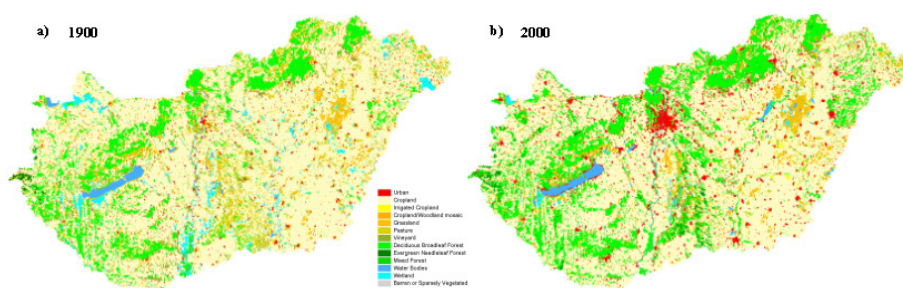 a) 1900
b) 2000
Urban
Cropland
Irrigated Cropland
Cropland/Woodland mosaic
Grassland
Pasture
Vineyard
Deciduous Broadleaf Forest
Evergreen Needleleaf Forest
Mixed Forest
Water Bodies
Wetland
Barren or Sparsely Vegetated